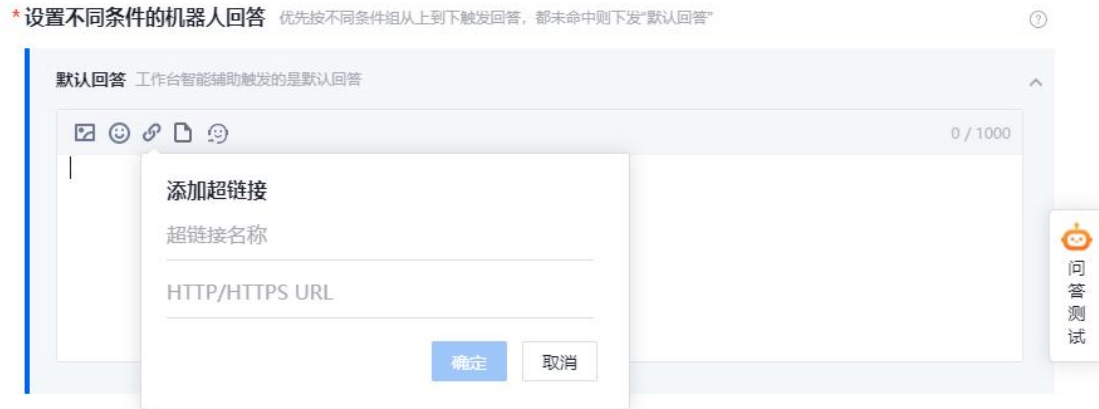 *设置不同条件的机器人回答 优先按不同条件组从上到下触发回答，都未命中则下发"默认回答"
默认回答 工作台智能辅助触发的是默认回答
0 / 1000
添加超链接
超链接名称
HTTP/HTTPS URL
确定 取消
问答测试